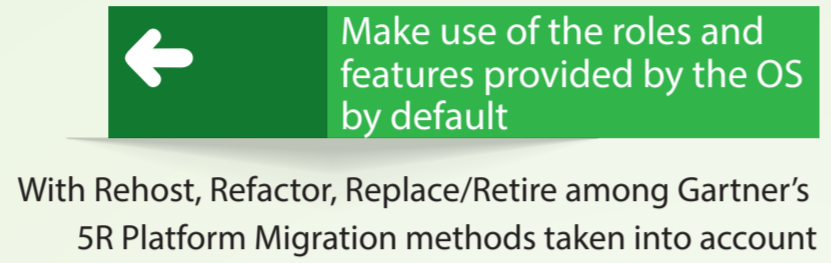 Make use of the roles and
features provided by the OS
by default
With Rehost, Refactor, Replace/Retire among Gartner’s
5R Platform Migration methods taken into account